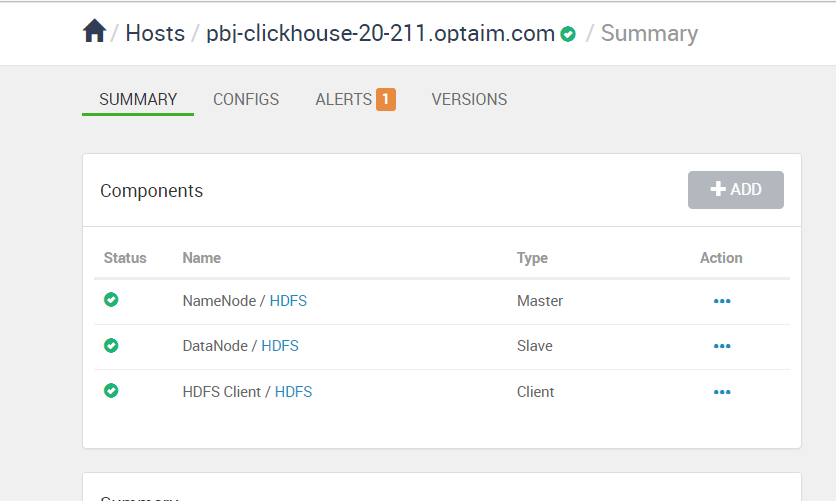 / Hosts / pbj-clickhouse-20-211.optaim.com / Summary
SUMMARY CONFIGS ALERTS 1 VERSIONS
Components ADD
Status Name Type Action
NameNode / HDFS Master
DataNode / HDFS Slave
HDFS Client / HDFS Client
Summary